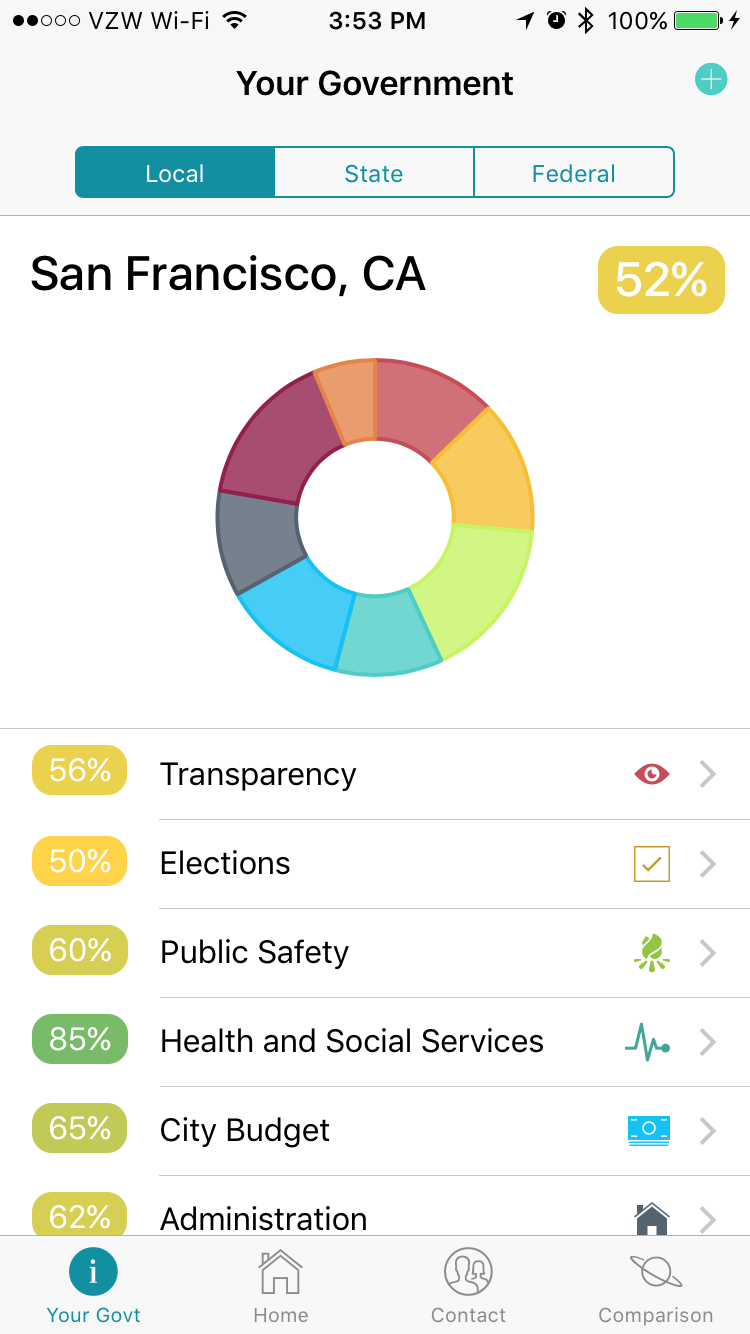 VZW Wi-Fi 3:53 PM 100%
Your Government
Local State Federal
San Francisco, CA 52%
56% Transparency
50% Elections
60% Public Safety
85% Health and Social Services
65% City Budget
62% Administration
i
Your Govt Home Contact Comparison